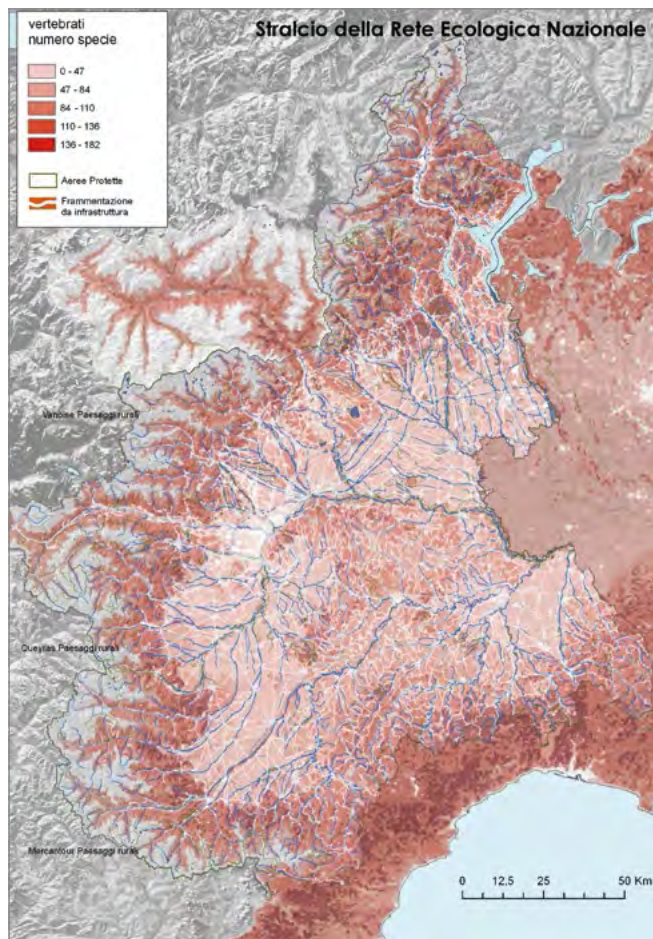 Stralcio della Rete Ecologica Nazionale
vertebrati
numero specie
0 - 47
47 - 84
84 - 110
110 - 136
136 - 182
Aeree Protette
Frammentazione
da infrastruttura
Vanoise Paesaggi rurali
Queyras Paesaggi rurali
Mercantour Paesaggi rurali
0 12,5 25 50 Km